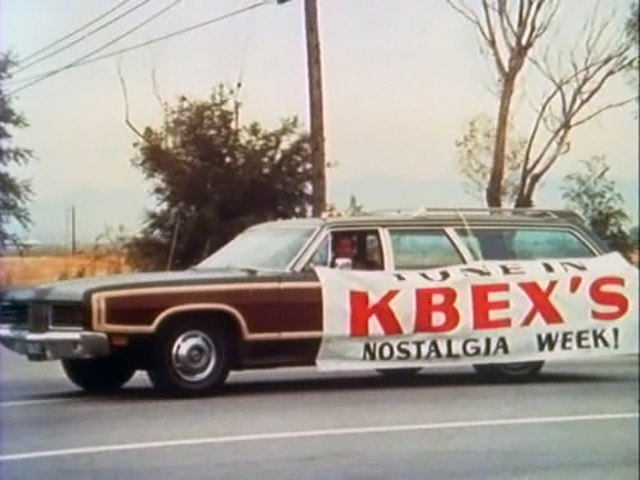 TUNE IN
KBEX'S
NOSTALGIA WEEK!